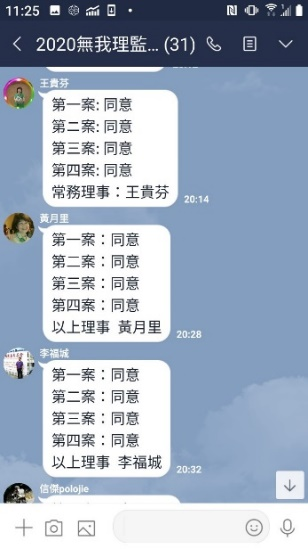 11:25
2020無我理監...(31)
王貴芬
第一案: 同意
第二案: 同意
第三案: 同意
第四案: 同意
常務理事：王貴芬
20:14
黃月里
第一案：同意
第二案：同意
第三案：同意
第四案：同意
以上理事 黃月里
20:28
李福城
第一案：同意
第二案：同意
第三案：同意
第四案：同意
以上理事 李福城
20:32
信傑polojie